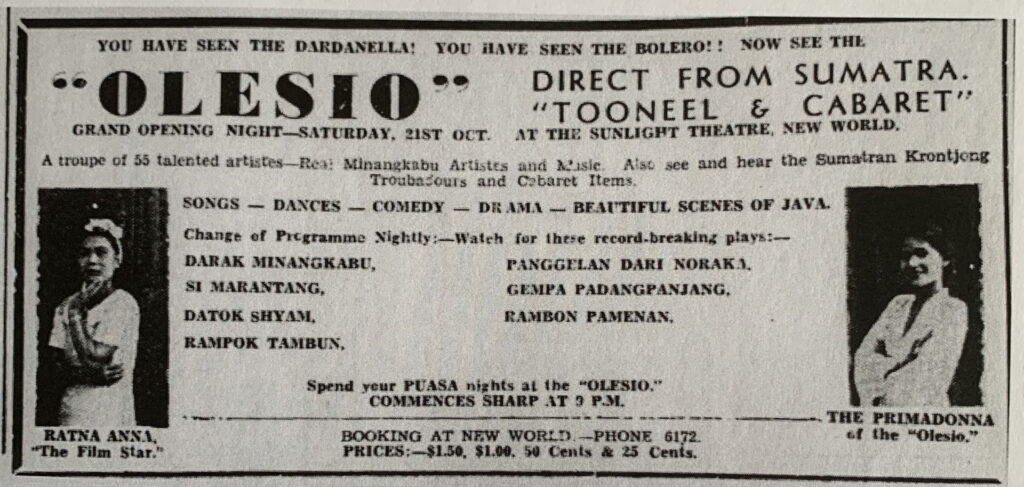 YOU HAVE SEEN THE DARDANELLA! YOU HAVE SEEN THE BOLERO!! NOW SEE THE
"OLESIO"
DIRECT FROM SUMATRA.
"TOONEEL & CABARET"
GRAND OPENING NIGHT—SATURDAY, 21ST OCT. AT THE SUNLIGHT THEATRE, NEW WORLD.
A troupe of 55 talented artistes—Real Minangkabu Artistes and Music. Also see and hear the Sumatran Krontjong
Troubadours and Cabaret Items.
SONGS — DANCES — COMEDY — DRAMA — BEAUTIFUL SCENES OF JAVA.
Change of Programme Nightly:—Watch for these record-breaking plays:—
DARAK MINANGKABU,
SI MARANTANG,
DATOK SHYAM,
RAMPOK TAMBUN,
PANGGELAN DARI NORAKA,
GEMPA PADANGPANJANG,
RAMBON PAMENAN,
Spend your PUASA nights at the "OLESIO."
COMMENCES SHARP AT 9 P.M.
RATNA ANNA,
"The Film Star."
THE PRIMADONNA
of the "Olesio."
BOOKING AT NEW WORLD.—PHONE 6172.
PRICES:—$1.50, $1.00, 50 Cents & 25 Cents.